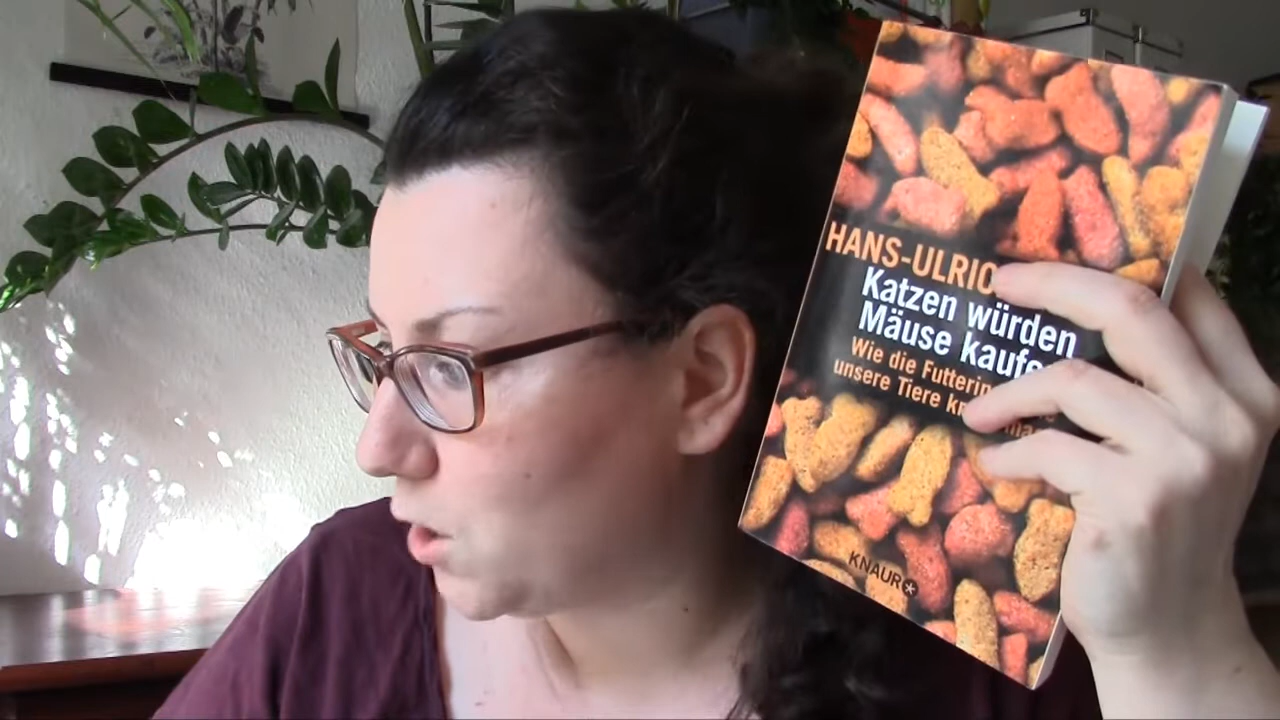 HANS-ULRIC
Katzen würden
Mäuse kaufe
Wie die Futterin
unsere Tiere kr
KNAUR*